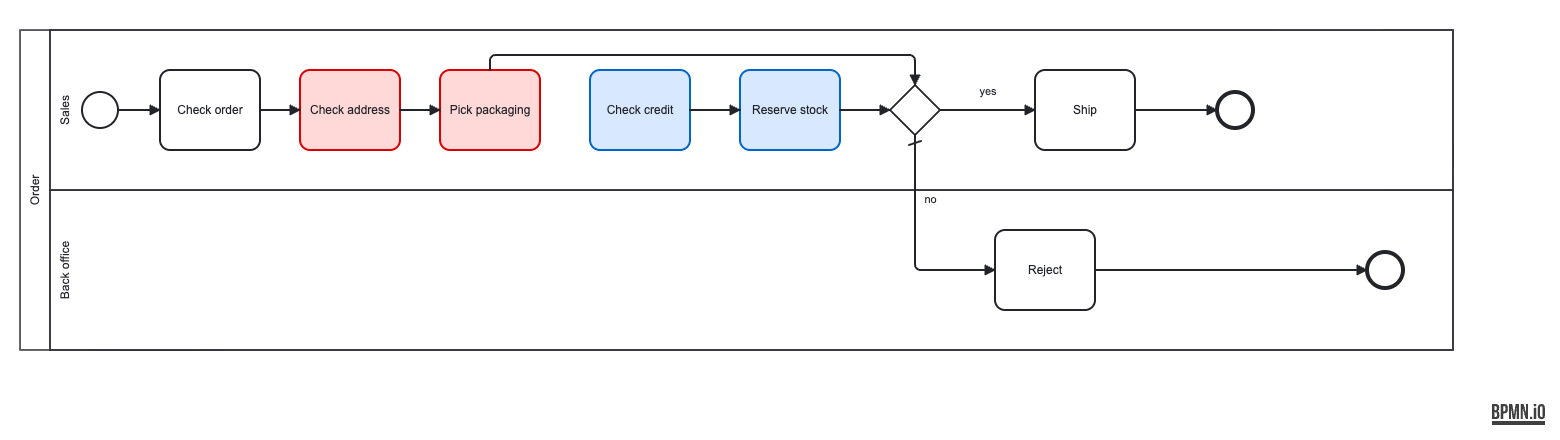 Order
Sales
Check order
Check address
Pick packaging
Check credit
Reserve stock
yes
Ship
Back office
no
Reject
BPMN.iO